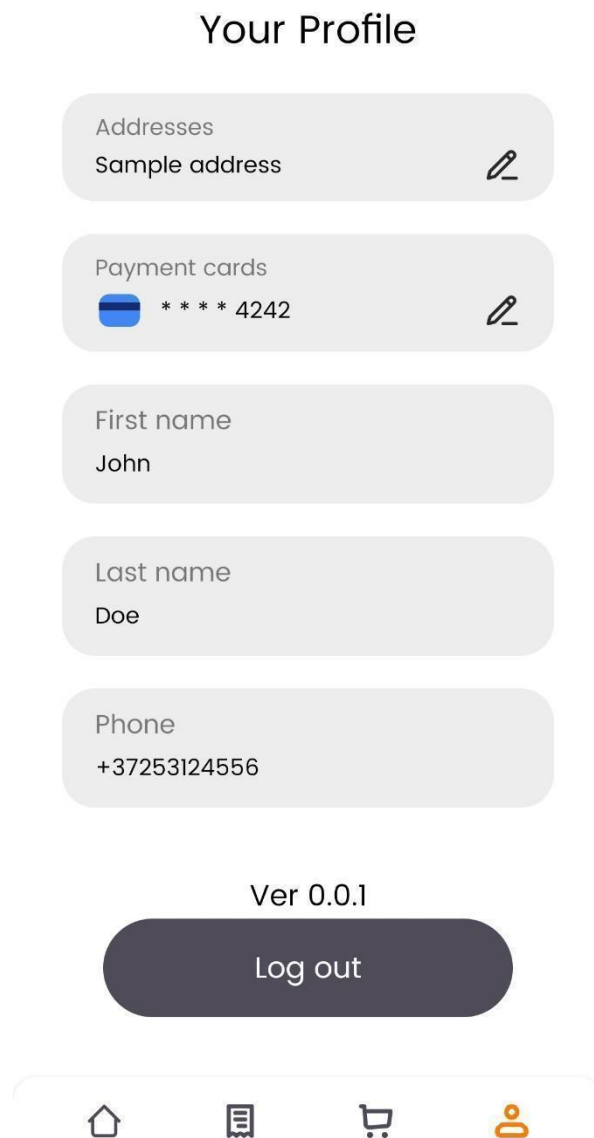 Your Profile
Addresses
Sample address
Payment cards
* * * * 4242
First name
John
Last name
Doe
Phone
+37253124556
Ver 0.0.1
Log out